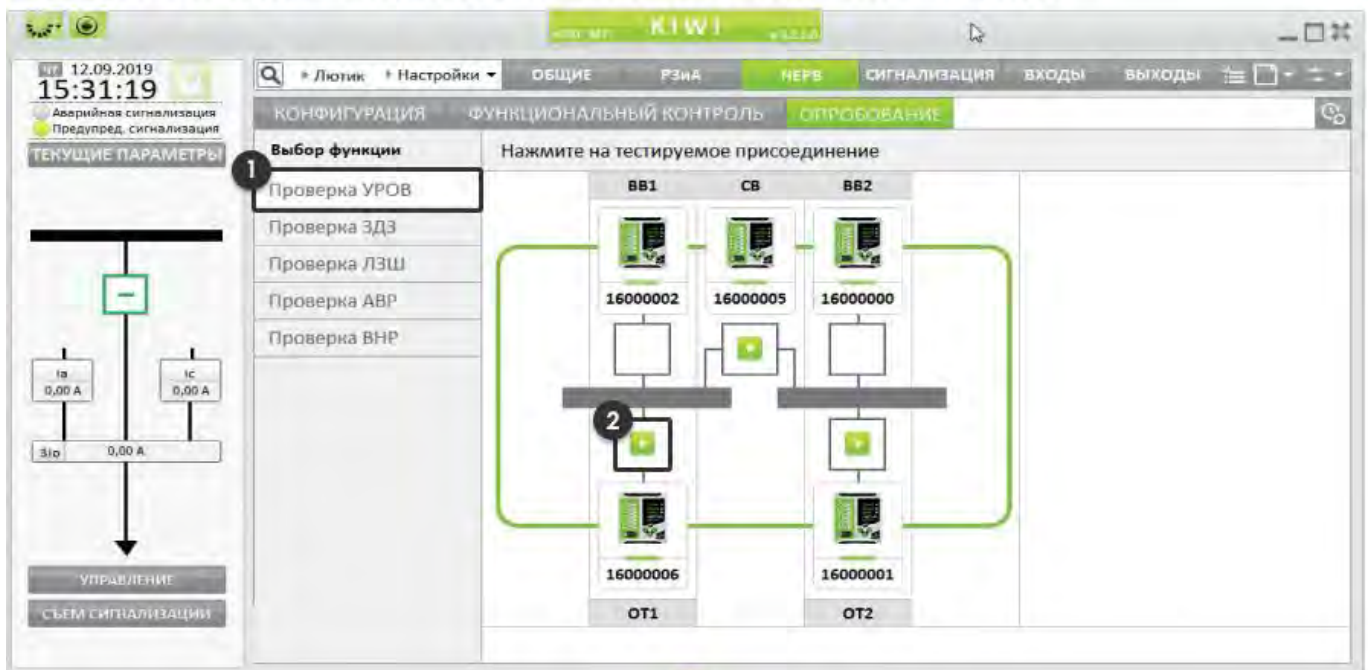 KIWI
ЧТ 12.09.2019
15:31:19
Аварийная сигнализация
Предупред. сигнализация
ТЕКУЩИЕ ПАРАМЕТРЫ
Ia
0,00 A
Ic
0,00 A
3Io 0,00 A
УПРАВЛЕНИЕ
СЪЕМ СИГНАЛИЗАЦИИ
Лютик Настройки ОБЩИЕ РЗиА НЕРВ СИГНАЛИЗАЦИЯ ВХОДЫ ВЫХОДЫ
КОНФИГУРАЦИЯ ФУНКЦИОНАЛЬНЫЙ КОНТРОЛЬ ОПРОБОВАНИЕ
Выбор функции
1
Проверка УРОВ
Проверка ЗДЗ
Проверка ЛЗШ
Проверка АВР
Проверка ВНР
Нажмите на тестируемое присоединение
ВВ1 СВ ВВ2
16000002 16000005 16000000
2
16000006 16000001
ОТ1 ОТ2